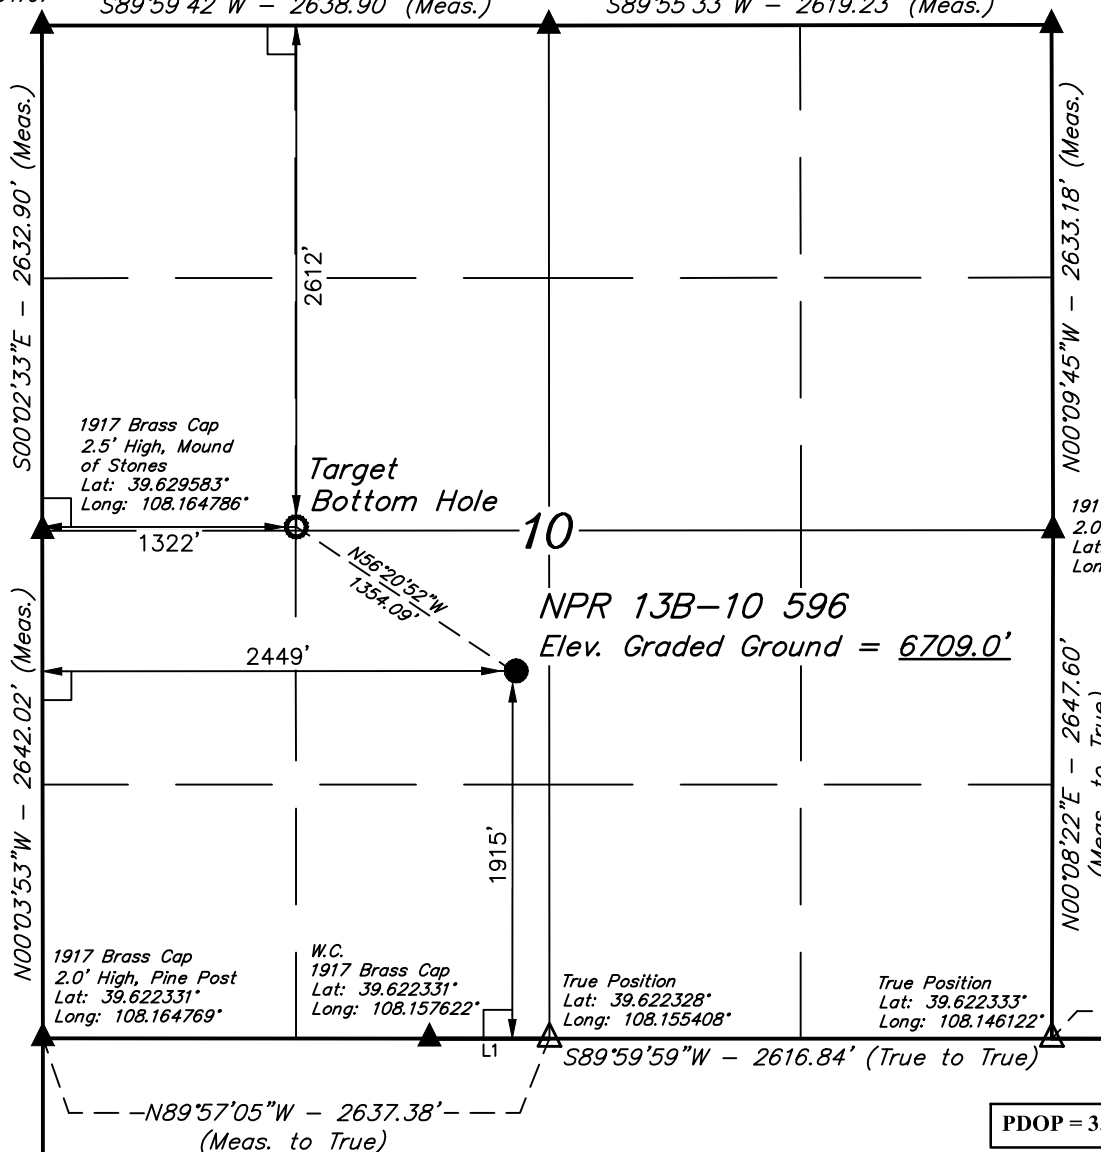 S89°59'42"W - 2638.90' (Meas.)
S89°55'33"W - 2619.23' (Meas.)
S00°02'33"E - 2632.90' (Meas.)
N00°09'45"W - 2633.18' (Meas.)
2612'
1917 Brass Cap
2.5' High, Mound
of Stones
Lat: 39.629583°
Long: 108.164786°
Target
Bottom Hole
10
1322'
N56°20'52"W
1354.09'
NPR 13B-10 596
Elev. Graded Ground = 6709.0'
2449'
N00°03'53"W - 2642.02' (Meas.)
N00°08'22"E - 2647.60'
(Meas. to True)
1915'
1917 Brass Cap
2.0' High, Pine Post
Lat: 39.622331°
Long: 108.164769°
W.C.
1917 Brass Cap
Lat: 39.622331°
Long: 108.157622°
True Position
Lat: 39.622328°
Long: 108.155408°
True Position
Lat: 39.622333°
Long: 108.146122°
L1
S89°59'59"W - 2616.84' (True to True)
N89°57'05"W - 2637.38'
(Meas. to True)
PDOP = 3